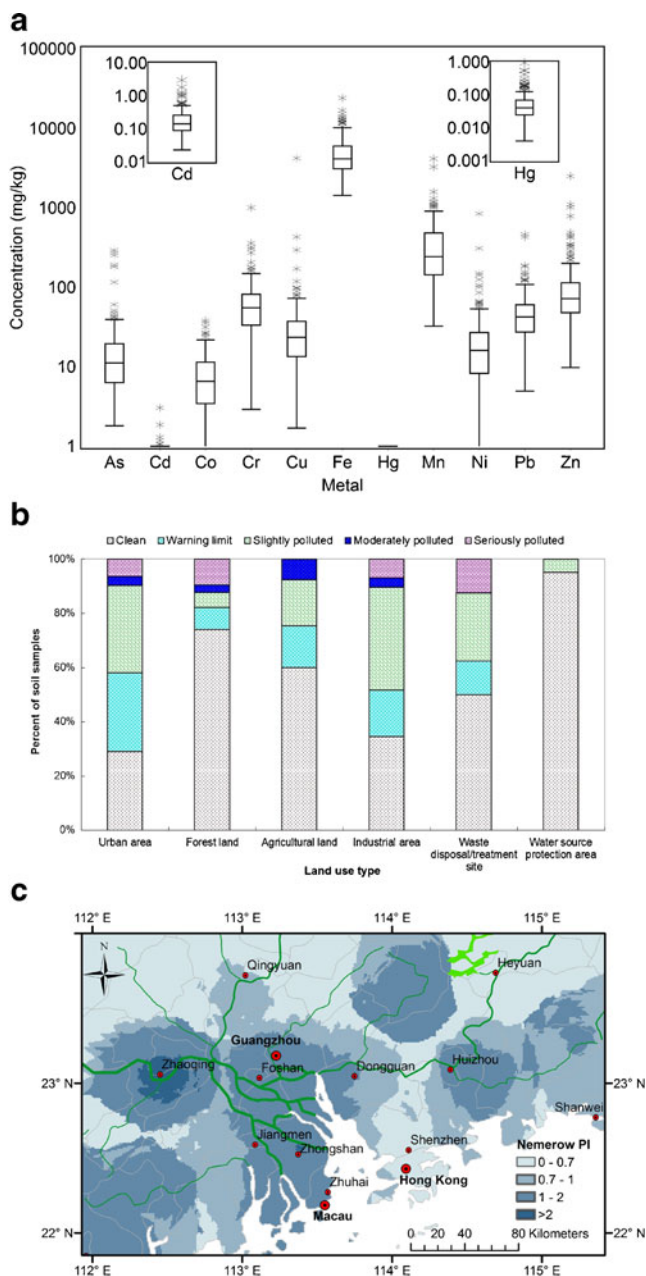 a
100000
10000
1000
100
10
1
Concentration (mg/kg)
10.00
1.00
0.10
0.01
Cd
1.000
0.100
0.010
0.001
Hg
As Cd Co Cr Cu Fe Hg Mn Ni Pb Zn
Metal
b
Clean Warning limit Slightly polluted Moderately polluted Seriously polluted
100%
80%
60%
40%
20%
0%
Percent of soil samples
Urban area Forest land Agricultural land Industrial area Waste disposal/treatment site Water source protection area
Land use type
c
112° E 113° E 114° E 115° E
N
Qingyuan
Heyuan
Guangzhou
Zhaoqing
Foshan
Dongguan
Huizhou
23° N 23° N
Shanwei
Jiangmen
Zhongshan
Shenzhen
Hong Kong
Zhuhai
Macau
Nemerow PI
0 - 0.7
0.7 - 1
1 - 2
>2
22° N 22° N
0 20 40 80 Kilometers
112° E 113° E 114° E 115° E